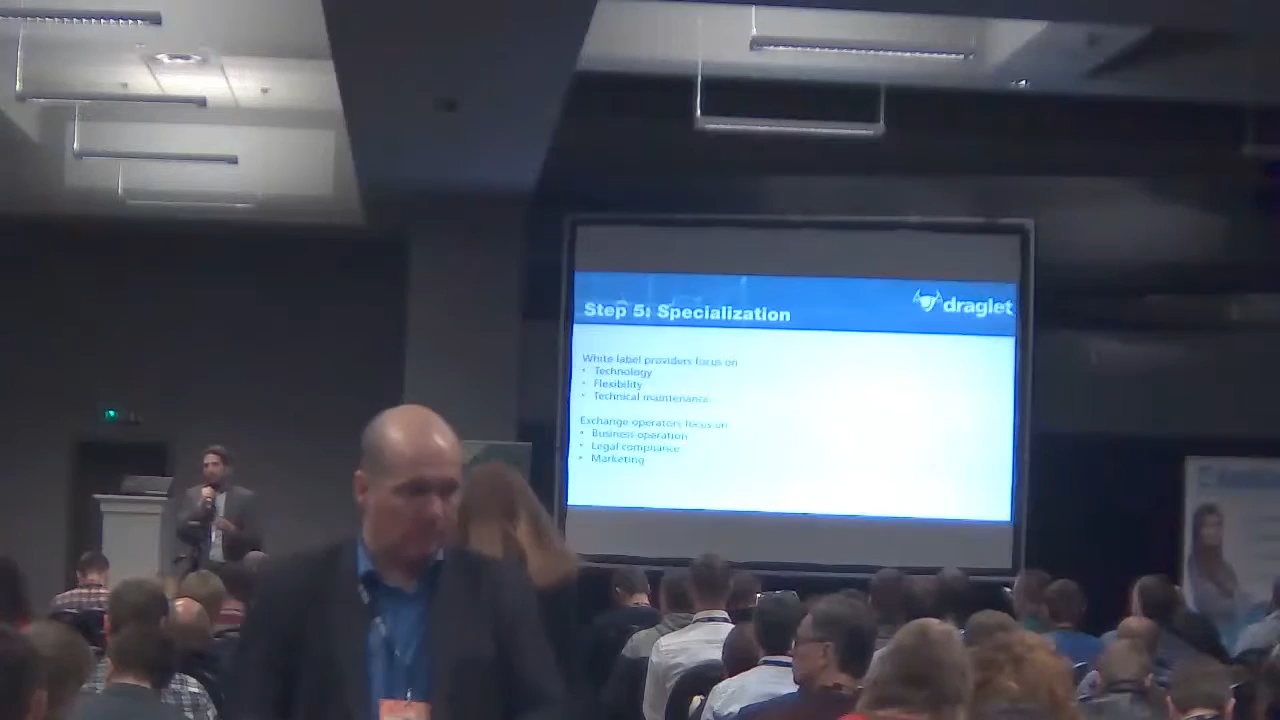 Step 5: Specialization
draglet
White label providers focus on
• Technology
• Flexibility
• Technical maintenance
Exchange operators focus on
• Business operation
• Legal compliance
• Marketing